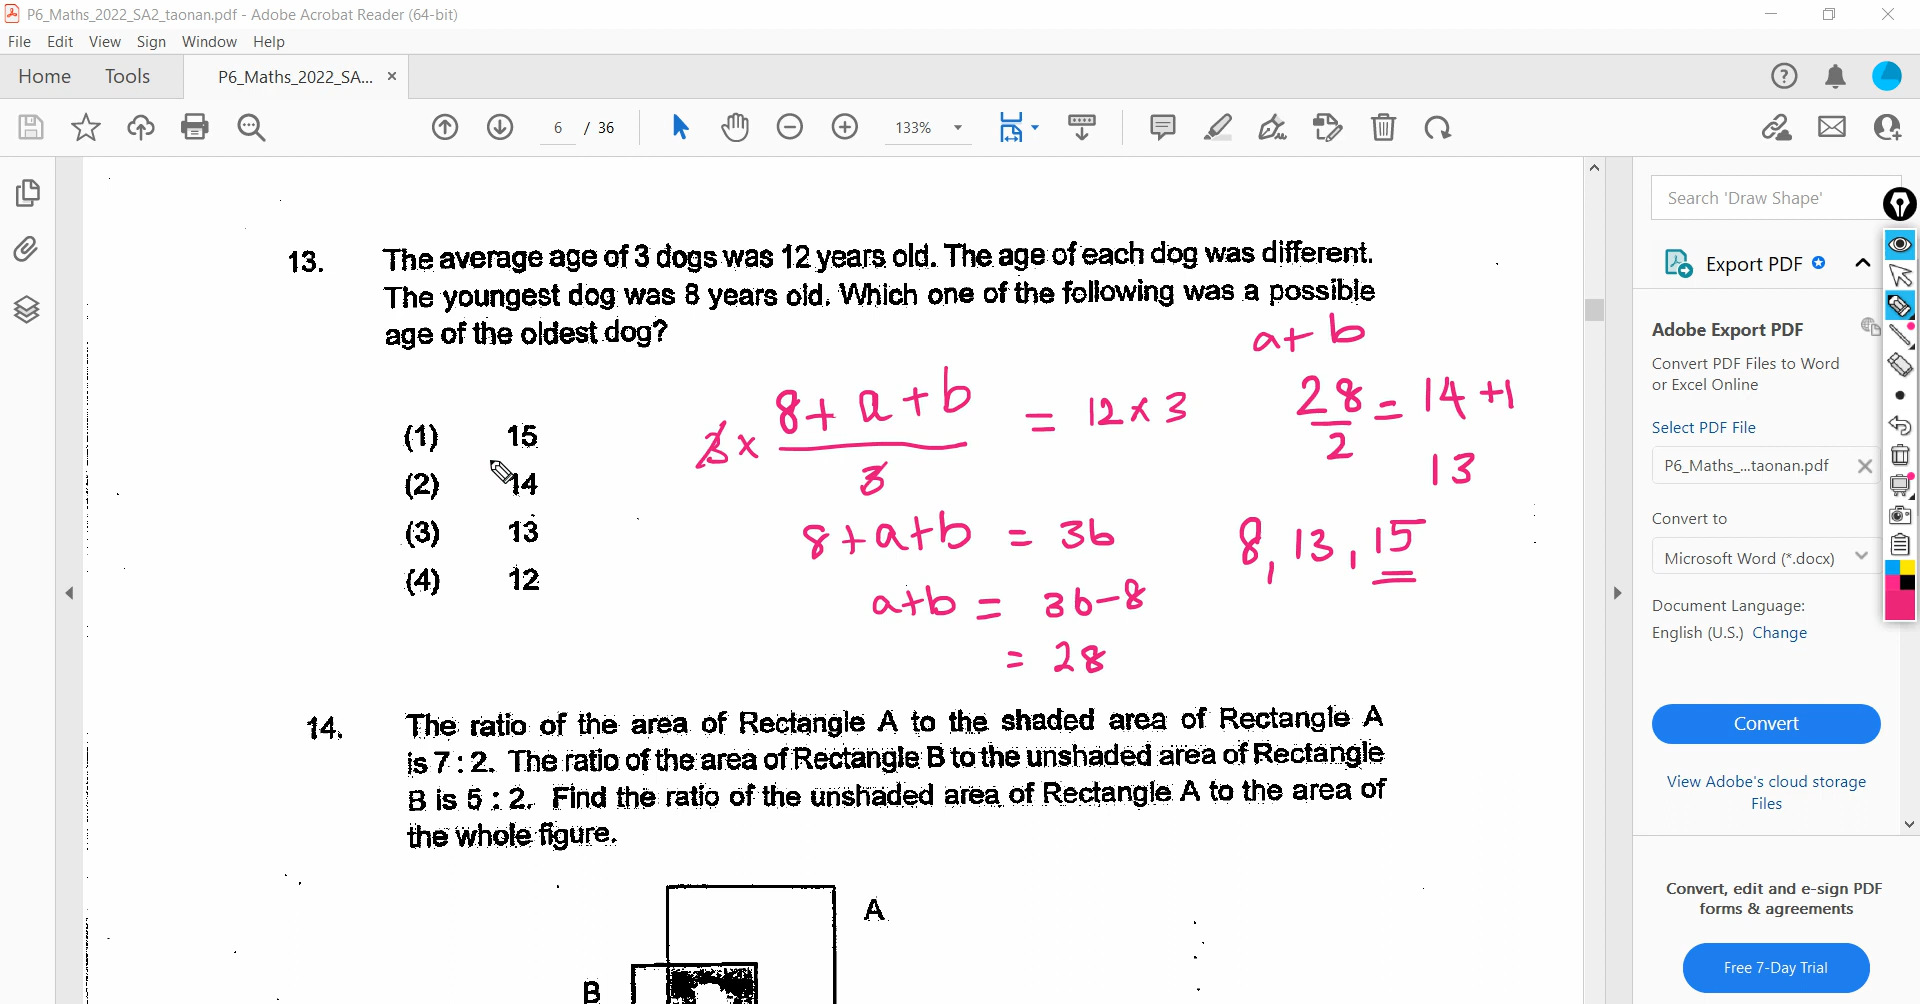 P6_Maths_2022_SA2_taonan.pdf - Adobe Acrobat Reader (64-bit)
File Edit View Sign Window Help
Home Tools P6_Maths_2022_SA... ×
6 / 36 133%
Search 'Draw Shape'
Export PDF
Adobe Export PDF
Convert PDF Files to Word
or Excel Online
Select PDF File
P6_Maths_...taonan.pdf
Convert to
Microsoft Word (*.docx)
Document Language:
English (U.S.) Change
Convert
View Adobe's cloud storage
Files
Convert, edit and e-sign PDF
forms & agreements
Free 7-Day Trial
13. The average age of 3 dogs was 12 years old. The age of each dog was different.
The youngest dog was 8 years old. Which one of the following was a possible
age of the oldest dog?
(1) 15
(2) 14
(3) 13
(4) 12
3 × 8 + a + b = 12 × 3
3
8 + a + b = 36
a + b = 36 - 8
= 28
a + b
28 = 14 + 1
2
13
8, 13, 15
14. The ratio of the area of Rectangle A to the shaded area of Rectangle A
is 7 : 2. The ratio of the area of Rectangle B to the unshaded area of Rectangle
B is 5 : 2. Find the ratio of the unshaded area of Rectangle A to the area of
the whole figure.
A
B